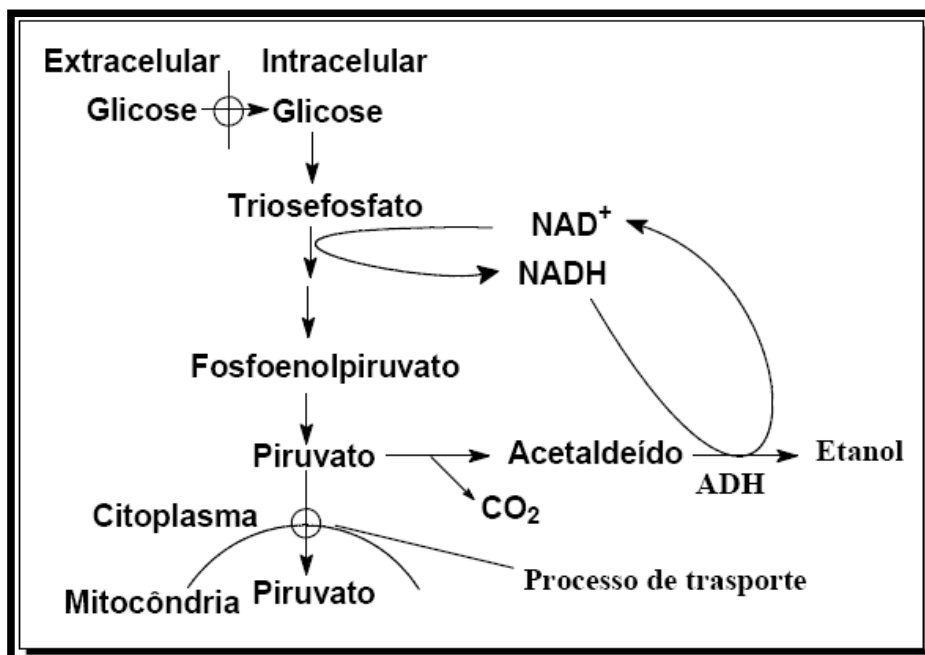 Extracelular Intracelular
Glicose Glicose
Triosefosfato
NAD⁺
NADH
Fosfoenolpiruvato
Piruvato Acetaldeído Etanol
ADH
CO₂
Citoplasma
Processo de trasporte
Mitocôndria Piruvato